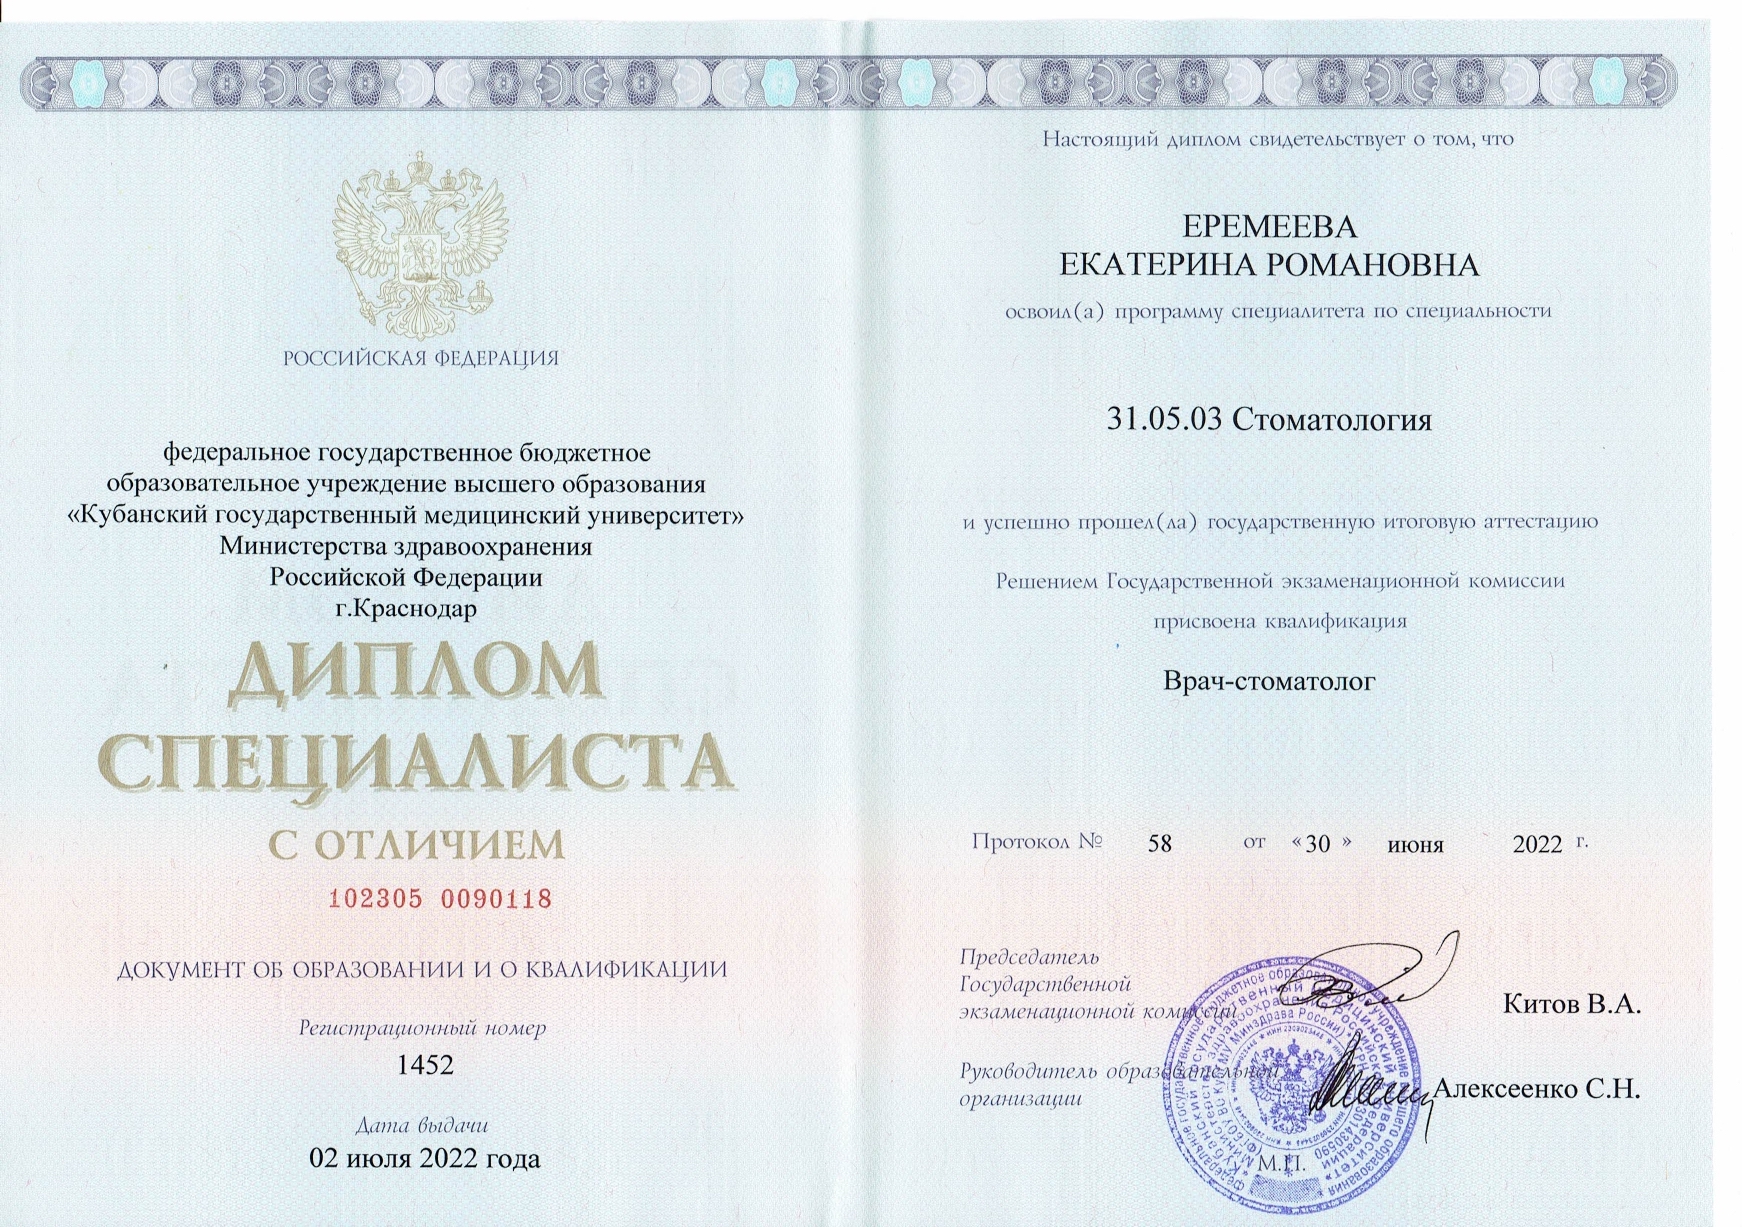 РОССИЙСКАЯ ФЕДЕРАЦИЯ
федеральное государственное бюджетное
образовательное учреждение высшего образования
«Кубанский государственный медицинский университет»
Министерства здравоохранения
Российской Федерации
г.Краснодар
ДИПЛОМ
СПЕЦИАЛИСТА
С ОТЛИЧИЕМ
102305 0090118
ДОКУМЕНТ ОБ ОБРАЗОВАНИИ И О КВАЛИФИКАЦИИ
Регистрационный номер
1452
Дата выдачи
02 июля 2022 года
Настоящий диплом свидетельствует о том, что
ЕРЕМЕЕВА
ЕКАТЕРИНА РОМАНОВНА
освоил(а) программу специалитета по специальности
31.05.03 Стоматология
и успешно прошел(ла) государственную итоговую аттестацию
Решением Государственной экзаменационной комиссии
присвоена квалификация
Врач-стоматолог
Протокол № 58 от «30» июня 2022 г.
Председатель
Государственной
экзаменационной комиссии
Китов В.А.
Руководитель образовательной
организации
Алексеенко С.Н.
М.П.